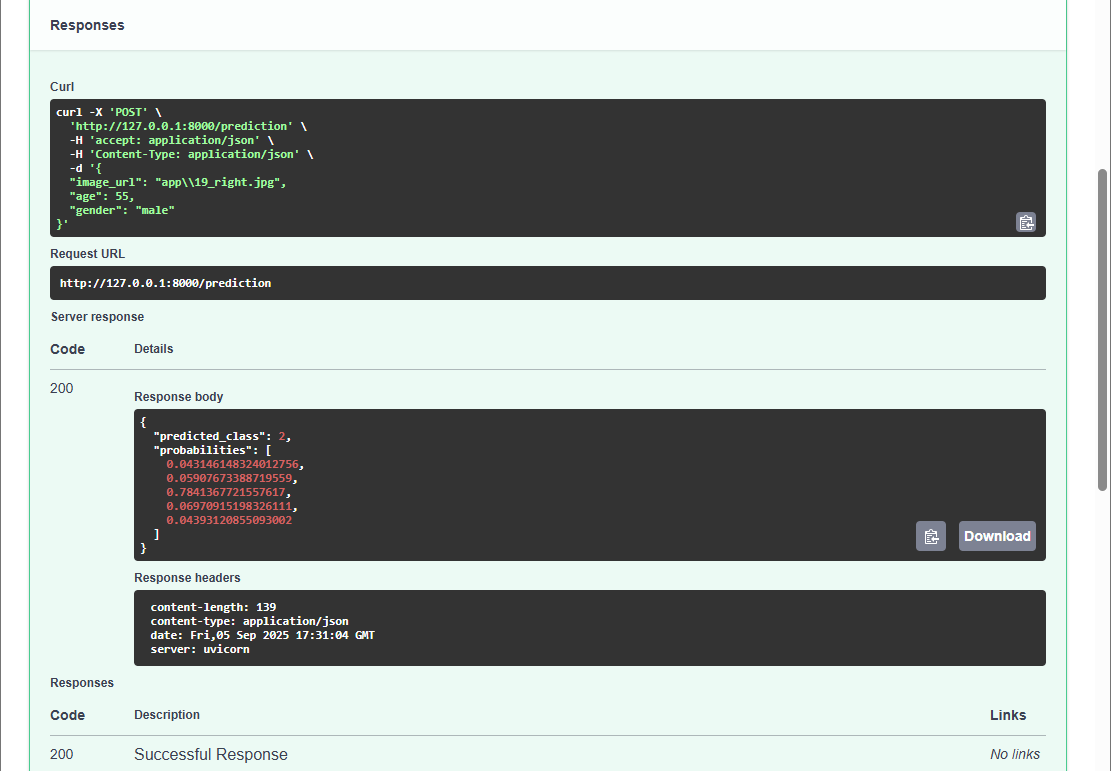 Responses
Curl
curl -X 'POST' \
  'http://127.0.0.1:8000/prediction' \
  -H 'accept: application/json' \
  -H 'Content-Type: application/json' \
  -d '{
  "image_url": "app\\19_right.jpg",
  "age": 55,
  "gender": "male"
}'
Request URL
http://127.0.0.1:8000/prediction
Server response
Code Details
200
Response body
{
  "predicted_class": 2,
  "probabilities": [
    0.043146148324012756,
    0.05907673388719559,
    0.7841367721557617,
    0.06970915198326111,
    0.04393120855093002
  ]
}
Download
Response headers
content-length: 139
content-type: application/json
date: Fri,05 Sep 2025 17:31:04 GMT
server: uvicorn
Responses
Code Description Links
200 Successful Response No links